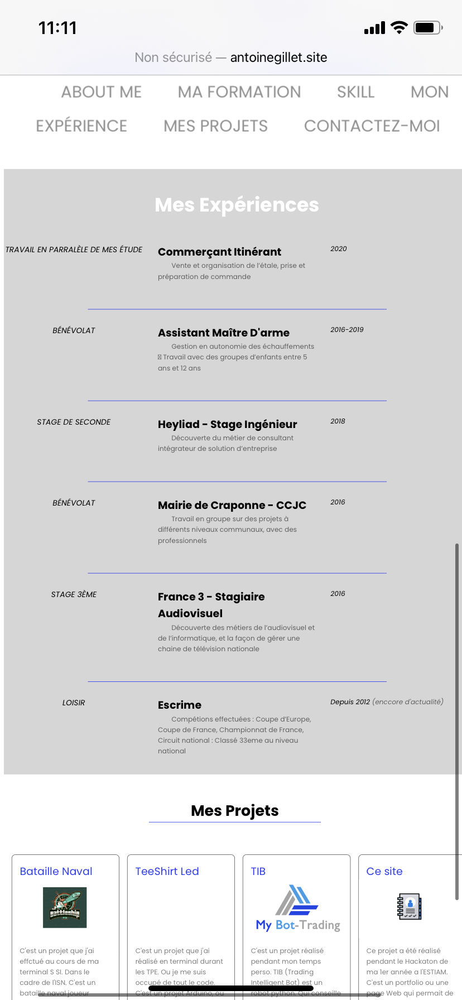 11:11
Non sécurisé — antoinegillet.site
ABOUT ME MA FORMATION SKILL MON
EXPÉRIENCE MES PROJETS CONTACTEZ-MOI
Mes Expériences
TRAVAIL EN PARRALÈLE DE MES ÉTUDE
Commerçant Itinérant
2020
Vente et organisation de l’étale, prise et
préparation de commande
BÉNÉVOLAT
Assistant Maître D'arme
2016-2019
Gestion en autonomie des échauffements
Travail avec des groupes d’enfants entre 5
ans et 12 ans
STAGE DE SECONDE
Heyliad - Stage Ingénieur
2018
Découverte du métier de consultant
intégrateur de solution d’entreprise
BÉNÉVOLAT
Mairie de Craponne - CCJC
2016
Travail en groupe sur des projets à
différents niveaux communaux, avec des
professionnels
STAGE 3ÈME
France 3 - Stagiaire
Audiovisuel
2016
Découverte des métiers de l’audiovisuel et
de l’informatique, et la façon de gérer une
chaine de télévision nationale
LOISIR
Escrime
Depuis 2012 (enccore d'actualité)
Compétions effectuées : Coupe d’Europe,
Coupe de France, Championnat de France,
Circuit national : Classé 33eme au niveau
national
Mes Projets
Bataille Naval
Battleship
C'est un projet que j'ai
effctué au cours de ma
terminal S SI. Dans le
cadre de l'ISN. C'est un
bataille naval joueur
TeeShirt Led
C'est un projet que j'ai
réalisé en terminal durant
les TPE. Ou je me suis
occupé de tout le code.
C'est un projet Arduino, ou
TIB
My Bot-Trading
C'est un projet réalisé
pendant mon temps
perso. TIB (Trading
Intelligent Bot) est un
robot python. Qui conseille
Ce site
Ce projet a été réalisé
pendant le Hackaton de
ma 1er année a l'ESTIAM.
C'est un portfolio ou une
page Web qui permait de